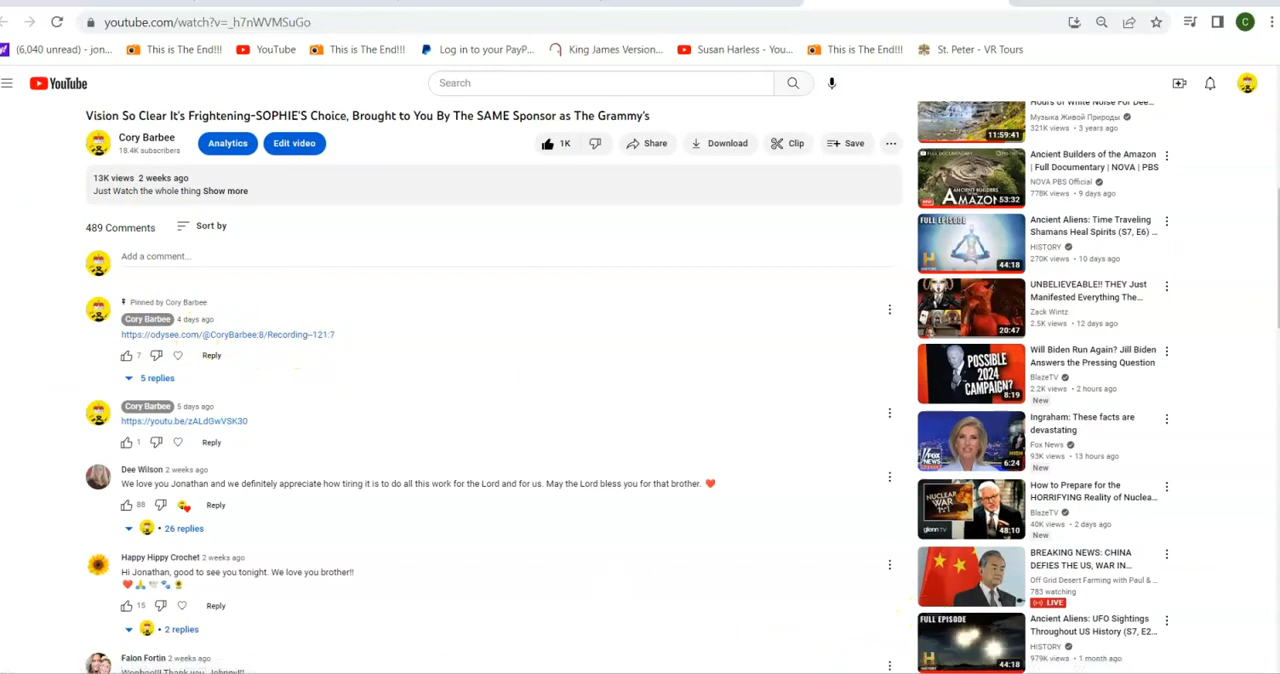 youtube.com/watch?v=_h7nWVMSuGo
C
(6,040 unread) - jon...
This is The End!!!
YouTube
This is The End!!!
Log in to your PayP...
King James Version...
Susan Harless - You...
This is The End!!!
St. Peter - VR Tours
YouTube
Search
Vision So Clear It's Frightening-SOPHIE'S Choice, Brought to You By The SAME Sponsor as The Grammy's
Cory Barbee
18.4K subscribers
Analytics
Edit video
1K
Share
Download
Clip
Save
13K views 2 weeks ago
Just Watch the whole thing Show more
489 Comments
Sort by
Add a comment...
Pinned by Cory Barbee
Cory Barbee 4 days ago
https://odysee.com/@CoryBarbee:8/Recording--121:7
7
Reply
5 replies
Cory Barbee 5 days ago
https://youtu.be/zALdGwVSK30
1
Reply
Dee Wilson 2 weeks ago
We love you Jonathan and we definitely appreciate how tiring it is to do all this work for the Lord and for us. May the Lord bless you for that brother. ❤️
88
Reply
26 replies
Happy Hippy Crochet 2 weeks ago
Hi Jonathan, good to see you tonight. We love you brother!!
15
Reply
2 replies
Falon Fortin 2 weeks ago
Hours of White Noise For Dee...
Музыка Живой Природы
321K views • 3 years ago
11:59:41
Ancient Builders of the Amazon
| Full Documentary | NOVA | PBS
NOVA PBS Official
778K views • 9 days ago
AMAZON
53:32
Ancient Aliens: Time Traveling
Shamans Heal Spirits (S7, E6) ...
HISTORY
270K views • 10 days ago
FULL EPISODE
H
44:18
UNBELIEVEABLE!! THEY Just
Manifested Everything The...
Zack Wintz
2.5K views • 12 days ago
20:47
Will Biden Run Again? Jill Biden
Answers the Pressing Question
BlazeTV
2.2K views • 2 hours ago
New
POSSIBLE
2024
CAMPAIGN?
8:19
Ingraham: These facts are
devastating
Fox News
93K views • 13 hours ago
New
6:24
How to Prepare for the
HORRIFYING Reality of Nuclea...
BlazeTV
40K views • 2 days ago
New
NUCLEAR
WAR
glenn TV
48:10
BREAKING NEWS: CHINA
DEFIES THE US, WAR IN...
Off Grid Desert Farming with Paul & ...
783 watching
LIVE
Ancient Aliens: UFO Sightings
Throughout US History (S7, E2...
HISTORY
979K views • 1 month ago
FULL EPISODE
H
44:18